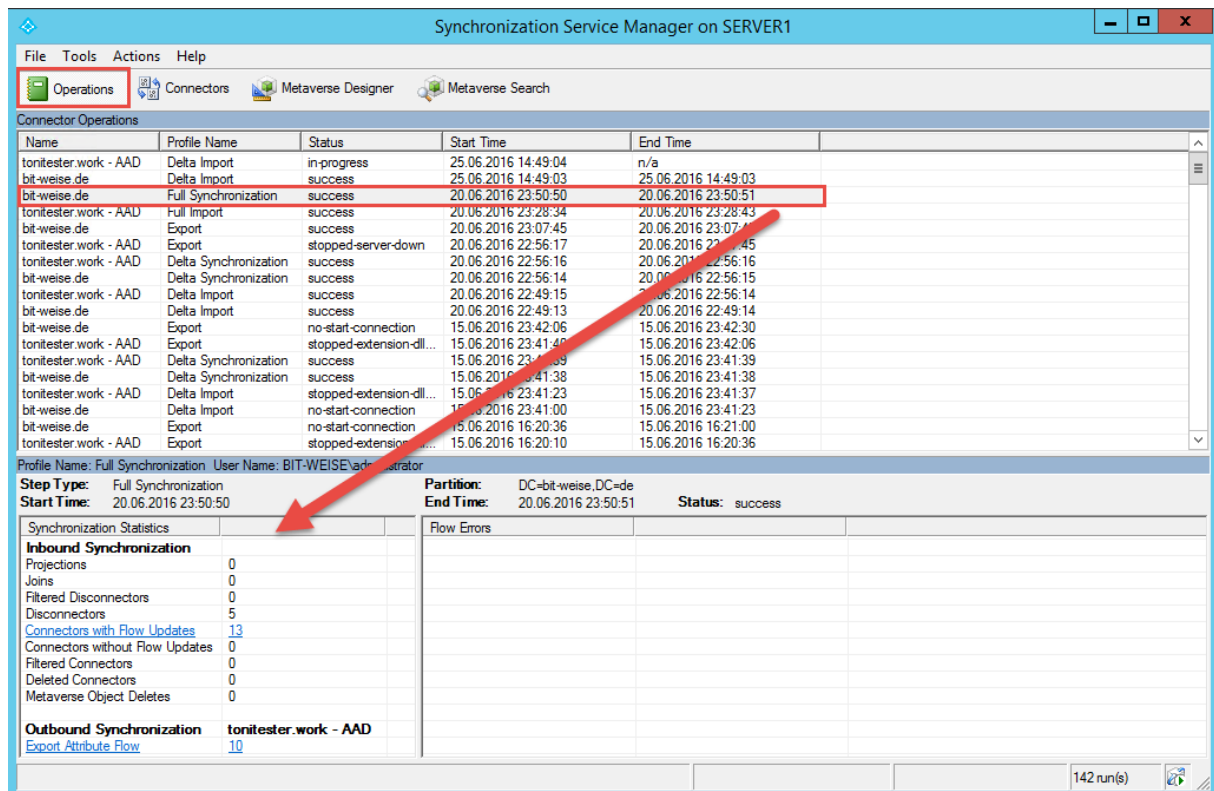 Synchronization Service Manager on SERVER1
File Tools Actions Help
Operations Connectors Metaverse Designer Metaverse Search
Connector Operations
Name Profile Name Status Start Time End Time
tonitester.work - AAD Delta Import in-progress 25.06.2016 14:49:04 n/a
bit-weise.de Delta Import success 25.06.2016 14:49:03 25.06.2016 14:49:03
bit-weise.de Full Synchronization success 20.06.2016 23:50:50 20.06.2016 23:50:51
tonitester.work - AAD Full Import success 20.06.2016 23:28:34 20.06.2016 23:28:43
bit-weise.de Export success 20.06.2016 23:07:45 20.06.2016
tonitester.work - AAD Export stopped-server-down 20.06.2016 22:56:17
tonitester.work - AAD Delta Synchronization success 20.06.2016 22:56:16
bit-weise.de Delta Synchronization success 20.06.2016 22:56:14 22:56:15
tonitester.work - AAD Delta Import success 20.06.2016 22:49:15 22:56:14
bit-weise.de Delta Import success 20.06.2016 22:49:13 20.06.2016 22:49:14
bit-weise.de Export no-start-connection 15.06.2016 23:42:06 15.06.2016 23:42:30
tonitester.work - AAD Export stopped-extension-dll... 15.06.2016 15.06.2016 23:42:06
tonitester.work - AAD Delta Synchronization success 15.06.2016 15.06.2016 23:41:39
bit-weise.de Delta Synchronization success 15.06.2016 15.06.2016 23:41:38
tonitester.work - AAD Delta Import stopped-extension-dll... 23:41:23 15.06.2016 23:41:37
bit-weise.de Delta Import no-start-connection 23:41:00 15.06.2016 23:41:23
bit-weise.de Export no-start-connection 16:20:36 15.06.2016 16:21:00
tonitester.work - AAD Export 15.06.2016 16:20:10 15.06.2016 16:20:36
Profile Name: Full Synchronization User Name: BIT-WEISE\administrator
Step Type: Full Synchronization Partition: DC=bit-weise,DC=de
Start Time: 20.06.2016 23:50:50 End Time: 20.06.2016 23:50:51 Status: success
Synchronization Statistics Flow Errors
Inbound Synchronization
Projections 0
Joins 0
Filtered Disconnectors 0
Disconnectors 5
Connectors with Flow Updates 13
Connectors without Flow Updates 0
Filtered Connectors 0
Deleted Connectors 0
Metaverse Object Deletes 0
Outbound Synchronization tonitester.work - AAD
Export Attribute Flow 10
142 run(s)